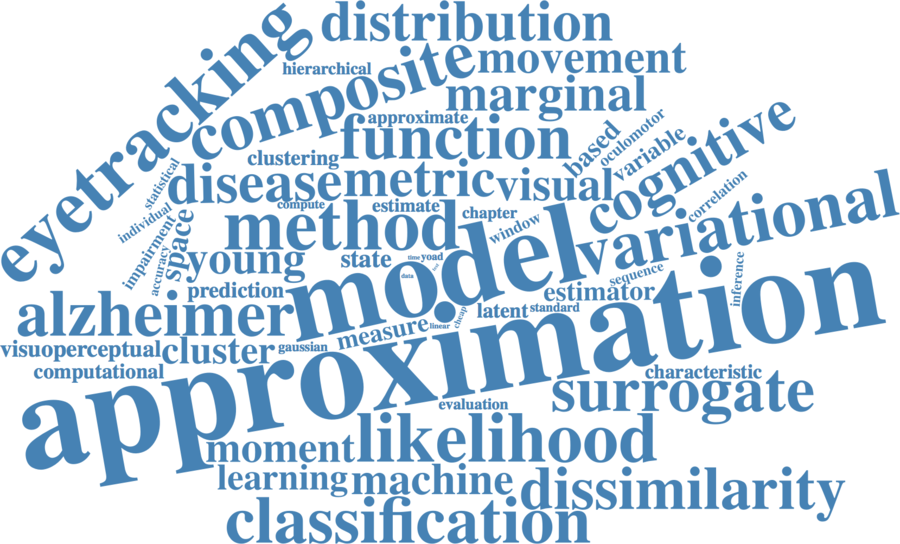 distribution
eyetracking
composite
movement
hierarchical
marginal
approximate
function
based
oculomotor
variable
cognitive
clustering
statistical
disease
metric
visual
correlation
compute
estimate
chapter
individual
method
window
impairment
space
accuracy
young
state
time
yoad
model
variational
data
sequence
inference
prediction
estimator
alzheimer
latent
standard
cheap
linear
measure
approximation
visuoperceptual
cluster
gaussian
computational
characteristic
surrogate
evaluation
moment
likelihood
learning
machine
dissimilarity
classification